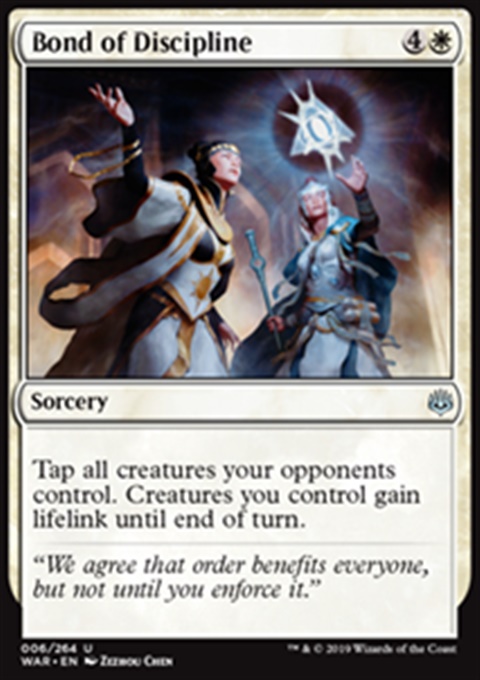 Bond of Discipline 4
Sorcery
Tap all creatures your opponents
control. Creatures you control gain
lifelink until end of turn.
“We agree that order benefits everyone,
but not until you enforce it.”
006/264 U
™ & © 2019 Wizards of the Coast
WAR • EN Zezhou Chen